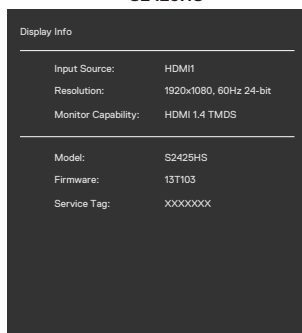 Display Info
Input Source: HDMI1
Resolution: 1920x1080, 60Hz 24-bit
Monitor Capability: HDMI 1.4 TMDS
Model: S2425HS
Firmware: 13T103
Service Tag: XXXXXXX